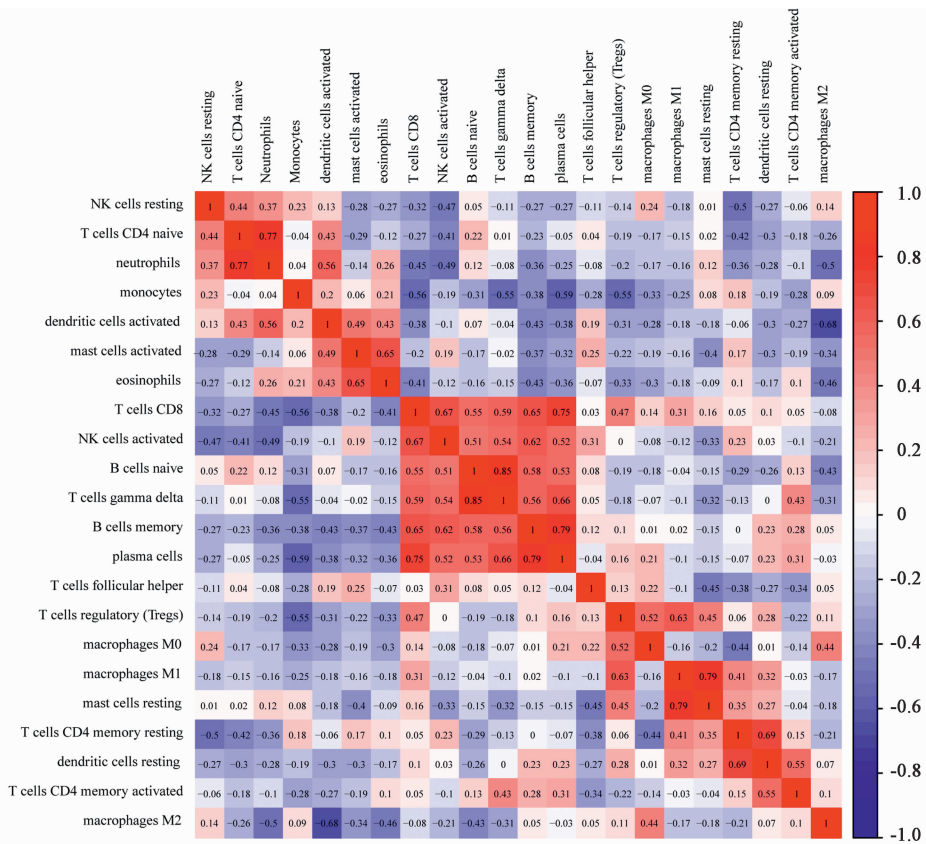 NK cells resting
T cells CD4 naive
Neutrophils
Monocytes
dendritic cells activated
mast cells activated
eosinophils
T cells CD8
NK cells activated
B cells naive
T cells gamma delta
B cells memory
plasma cells
T cells follicular helper
T cells regulatory (Tregs)
macrophages M0
macrophages M1
mast cells resting
T cells CD4 memory resting
dendritic cells resting
T cells CD4 memory activated
macrophages M2
NK cells resting 1 0.44 0.37 0.23 0.13 −0.28 −0.27 −0.32 −0.47 0.05 −0.11 −0.27 −0.27 −0.11 −0.14 0.24 −0.18 0.01 −0.5 −0.27 −0.06 0.14
T cells CD4 naive 0.44 1 0.77 −0.04 0.43 −0.29 −0.12 −0.27 −0.41 0.22 0.01 −0.23 −0.05 0.04 −0.19 −0.17 −0.15 0.02 −0.42 −0.3 −0.18 −0.26
neutrophils 0.37 0.77 1 0.04 0.56 −0.14 0.26 −0.45 −0.49 0.12 −0.08 −0.36 −0.25 −0.08 −0.2 −0.17 −0.16 0.12 −0.36 −0.28 −0.1 −0.5
monocytes 0.23 −0.04 0.04 1 0.2 0.06 0.21 −0.56 −0.19 −0.31 −0.55 −0.38 −0.59 −0.28 −0.55 −0.33 −0.25 0.08 0.18 −0.19 −0.28 0.09
dendritic cells activated 0.13 0.43 0.56 0.2 1 0.49 0.43 −0.38 −0.1 0.07 −0.04 −0.43 −0.38 0.19 −0.31 −0.28 −0.18 −0.18 −0.06 −0.3 −0.27 −0.68
mast cells activated −0.28 −0.29 −0.14 0.06 0.49 1 0.65 −0.2 0.19 −0.17 −0.02 −0.37 −0.32 0.25 −0.22 −0.19 −0.16 −0.4 0.17 −0.3 −0.19 −0.34
eosinophils −0.27 −0.12 0.26 0.21 0.43 0.65 1 −0.41 −0.12 −0.16 −0.15 −0.43 −0.36 −0.07 −0.33 −0.3 −0.18 −0.09 0.1 −0.17 0.1 −0.46
T cells CD8 −0.32 −0.27 −0.45 −0.56 −0.38 −0.2 −0.41 1 0.67 0.55 0.59 0.65 0.75 0.03 0.47 0.14 0.31 0.16 0.05 0.1 0.05 −0.08
NK cells activated −0.47 −0.41 −0.49 −0.19 −0.1 0.19 −0.12 0.67 1 0.51 0.54 0.62 0.52 0.31 0 −0.08 −0.12 −0.33 0.23 0.03 −0.1 −0.21
B cells naive 0.05 0.22 0.12 −0.31 0.07 −0.17 −0.16 0.55 0.51 1 0.85 0.58 0.53 0.08 −0.19 −0.18 −0.04 −0.15 −0.29 −0.26 0.13 −0.43
T cells gamma delta −0.11 0.01 −0.08 −0.55 −0.04 −0.02 −0.15 0.59 0.54 0.85 1 0.56 0.66 0.05 −0.18 −0.07 −0.1 −0.32 −0.13 0 0.43 −0.31
B cells memory −0.27 −0.23 −0.36 −0.38 −0.43 −0.37 −0.43 0.65 0.62 0.58 0.56 1 0.79 0.12 0.1 0.01 0.02 −0.15 0 0.23 0.28 0.05
plasma cells −0.27 −0.05 −0.25 −0.59 −0.38 −0.32 −0.36 0.75 0.52 0.53 0.66 0.79 1 −0.04 0.16 0.21 −0.1 −0.15 −0.07 0.23 0.31 −0.03
T cells follicular helper −0.11 0.04 −0.08 −0.28 0.19 0.25 −0.07 0.03 0.31 0.08 0.05 0.12 −0.04 1 0.13 0.22 −0.1 −0.45 −0.38 −0.27 −0.34 0.05
T cells regulatory (Tregs) −0.14 −0.19 −0.2 −0.55 −0.31 −0.22 −0.33 0.47 0 −0.19 −0.18 0.1 0.16 0.13 1 0.52 0.63 0.45 0.06 0.28 −0.22 0.11
macrophages M0 0.24 −0.17 −0.17 −0.33 −0.28 −0.19 −0.3 0.14 −0.08 −0.18 −0.07 0.01 0.21 0.22 0.52 1 −0.16 −0.2 −0.44 0.01 −0.14 0.44
macrophages M1 −0.18 −0.15 −0.16 −0.25 −0.18 −0.16 −0.18 0.31 −0.12 −0.04 −0.1 0.02 −0.1 −0.1 0.63 −0.16 1 0.79 0.41 0.32 −0.03 −0.17
mast cells resting 0.01 0.02 0.12 0.08 −0.18 −0.4 −0.09 0.16 −0.33 −0.15 −0.32 −0.15 −0.15 −0.45 0.45 −0.2 0.79 1 0.35 0.27 −0.04 −0.18
T cells CD4 memory resting −0.5 −0.42 −0.36 0.18 −0.06 0.17 0.1 0.05 0.23 −0.29 −0.13 0 −0.07 −0.38 0.06 −0.44 0.41 0.35 1 0.69 0.15 −0.21
dendritic cells resting −0.27 −0.3 −0.28 −0.19 −0.3 −0.3 −0.17 0.1 0.03 −0.26 0 0.23 0.23 −0.27 0.28 0.01 0.32 0.27 0.69 1 0.55 0.07
T cells CD4 memory activated −0.06 −0.18 −0.1 −0.28 −0.27 −0.19 0.1 0.05 −0.1 0.13 0.43 0.28 0.31 −0.34 −0.22 −0.14 −0.03 −0.04 0.15 0.55 1 0.1
macrophages M2 0.14 −0.26 −0.5 0.09 −0.68 −0.34 −0.46 −0.08 −0.21 −0.43 −0.31 0.05 −0.03 0.05 0.11 0.44 −0.17 −0.18 −0.21 0.07 0.1 1
1.0
0.8
0.6
0.4
0.2
0
-0.2
-0.4
-0.6
-0.8
-1.0